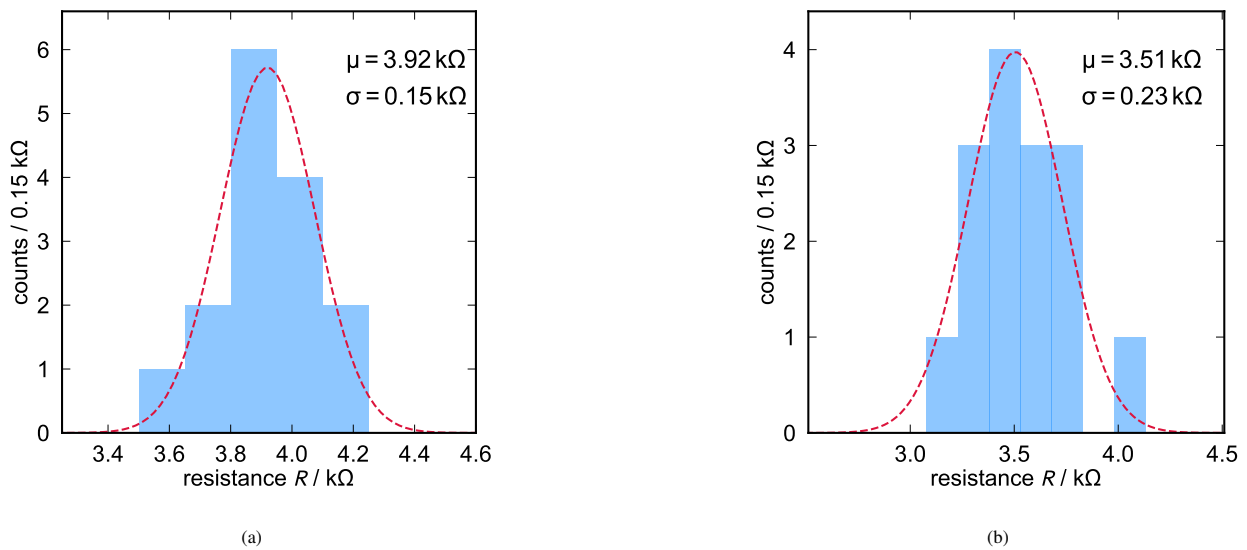 μ = 3.92 kΩ
σ = 0.15 kΩ
counts / 0.15 kΩ
6
5
4
3
2
1
0
3.4 3.6 3.8 4.0 4.2 4.4 4.6
resistance R / kΩ
(a)
μ = 3.51 kΩ
σ = 0.23 kΩ
counts / 0.15 kΩ
4
3
2
1
0
3.0 3.5 4.0 4.5
resistance R / kΩ
(b)